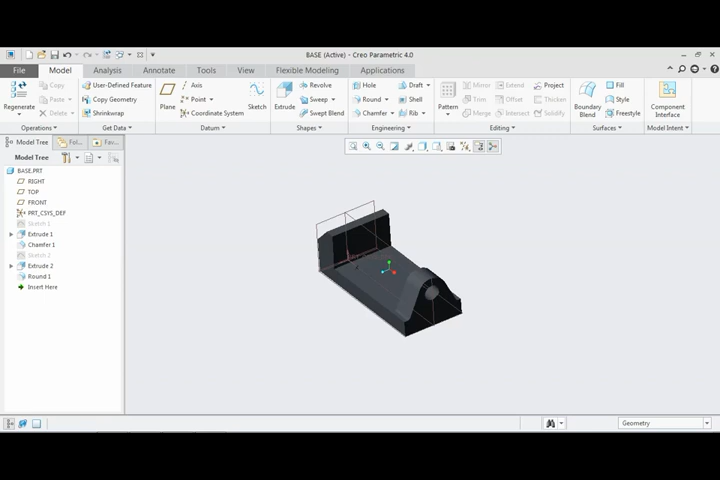 BASE (Active) - Creo Parametric 4.0
File Model Analysis Annotate Tools View Flexible Modeling Applications
Regenerate Copy Paste Delete User-Defined Feature Copy Geometry Shrinkwrap Plane Axis Point Coordinate System Sketch Extrude Revolve Sweep Swept Blend Hole Round Chamfer Draft Shell Rib Pattern Mirror Trim Merge Extend Offset Intersect Project Thicken Solidify Boundary Blend Fill Style Freestyle Component Interface
Operations Get Data Datum Shapes Engineering Editing Surfaces Model Intent
Model Tree Fol... Fav...
Model Tree
BASE.PRT
RIGHT
TOP
FRONT
PRT_CSYS_DEF
Sketch 1
Extrude 1
Chamfer 1
Sketch 2
Extrude 2
Round 1
Insert Here
Geometry